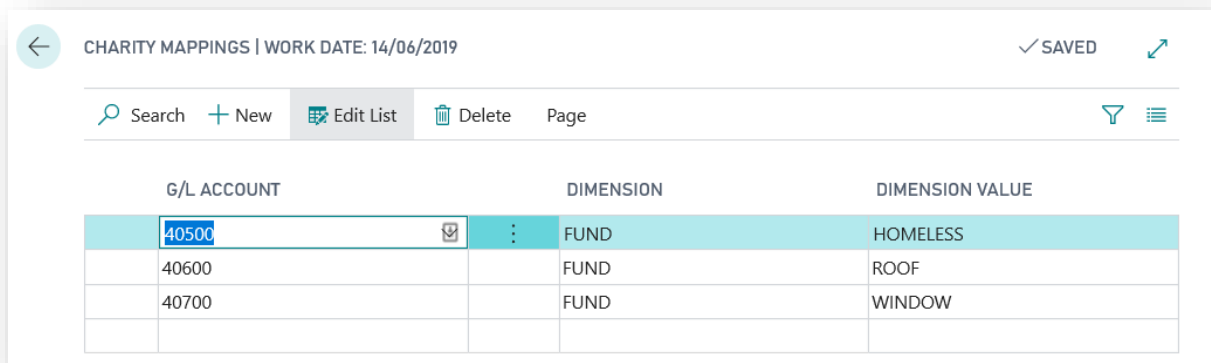 CHARITY MAPPINGS | WORK DATE: 14/06/2019 SAVED
Search New Edit List Delete Page
G/L ACCOUNT DIMENSION DIMENSION VALUE
40500 FUND HOMELESS
40600 FUND ROOF
40700 FUND WINDOW